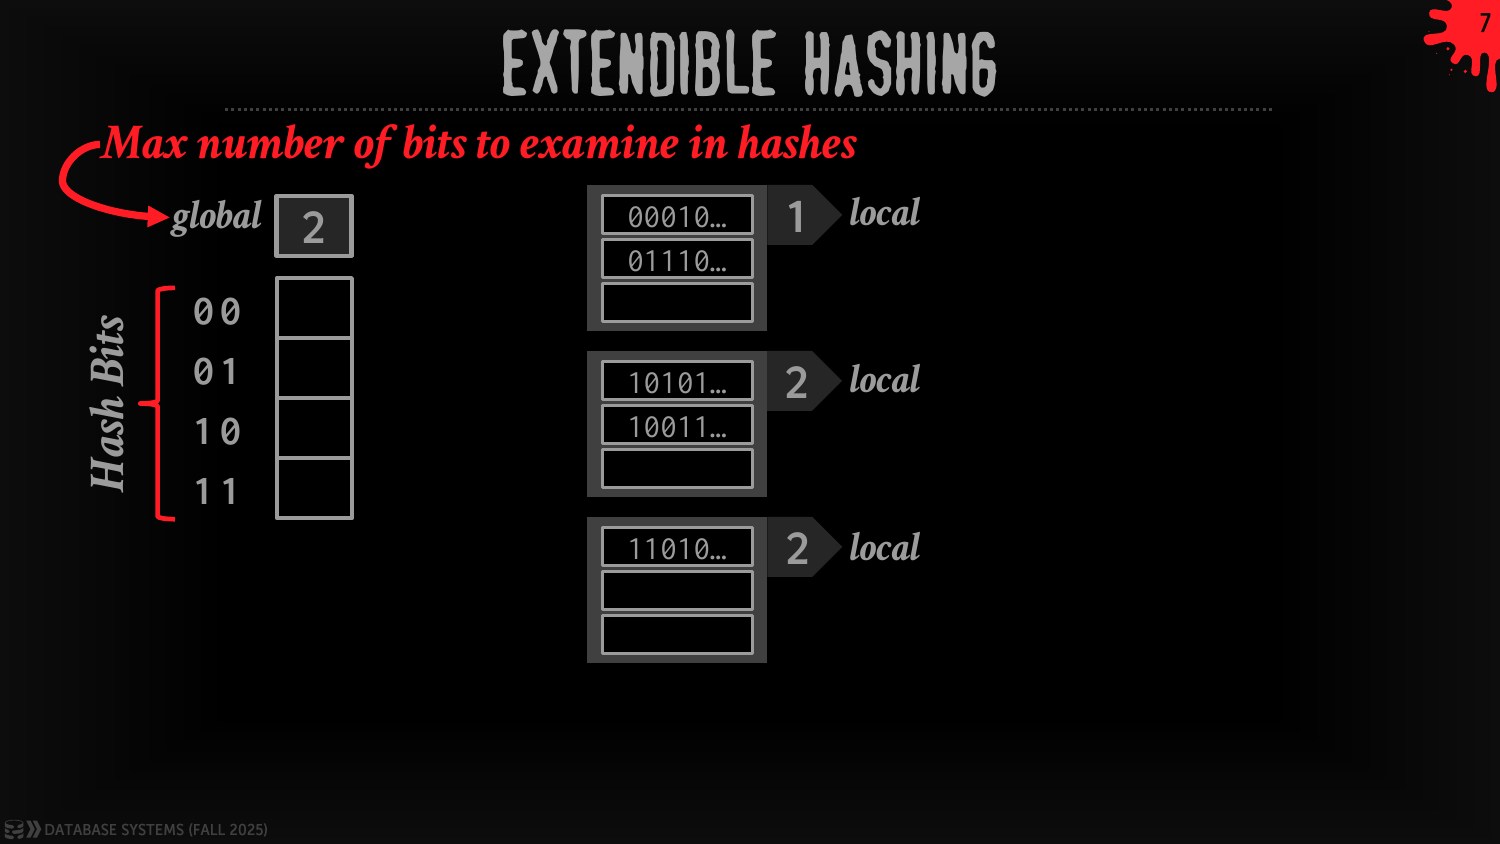 7
EXTENDIBLE HASHING
Max number of bits to examine in hashes
global 2
Hash Bits
00
01
10
11
00010…
01110…
1 local
10101…
10011…
2 local
11010…
2 local
DATABASE SYSTEMS (FALL 2025)